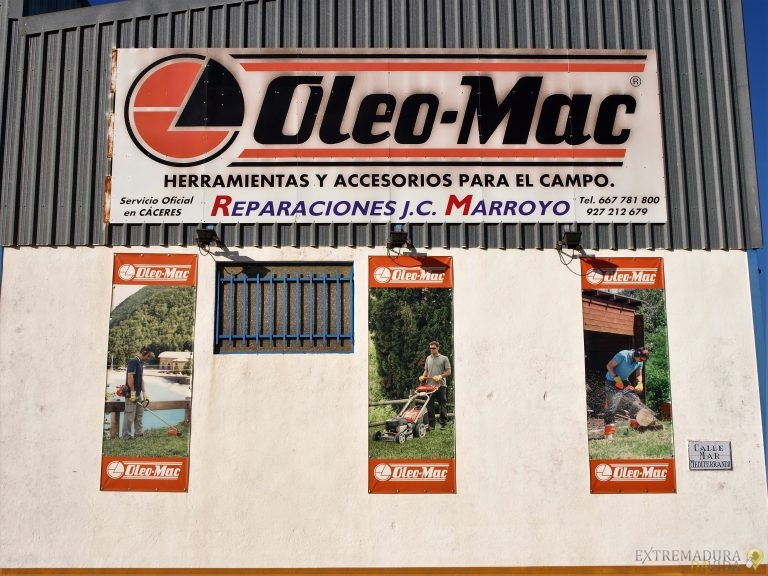 Oleo-Mac ®
HERRAMIENTAS Y ACCESORIOS PARA EL CAMPO.
Servicio Oficial
en CÁCERES
REPARACIONES J.C. MARROYO
Tel. 667 781 800
927 212 679
Oleo-Mac
Oleo-Mac
Oleo-Mac
Oleo-Mac
Oleo-Mac
Oleo-Mac
CALLE
MAR
MEDITERRANEO
EXTREMADURA